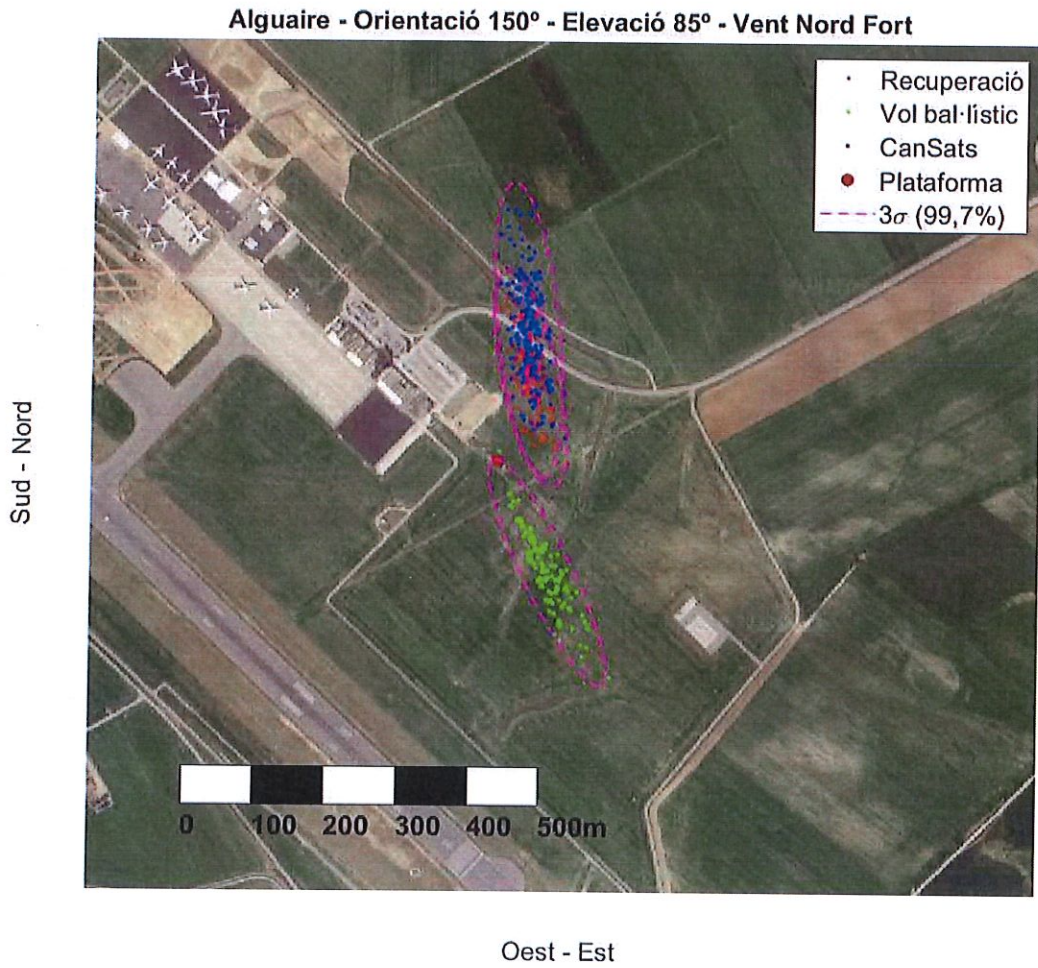 Alguaire - Orientació 150º - Elevació 85º - Vent Nord Fort
Recuperació
Vol bal·lístic
CanSats
Plataforma
3σ (99,7%)
Sud - Nord
0 100 200 300 400 500m
Oest - Est